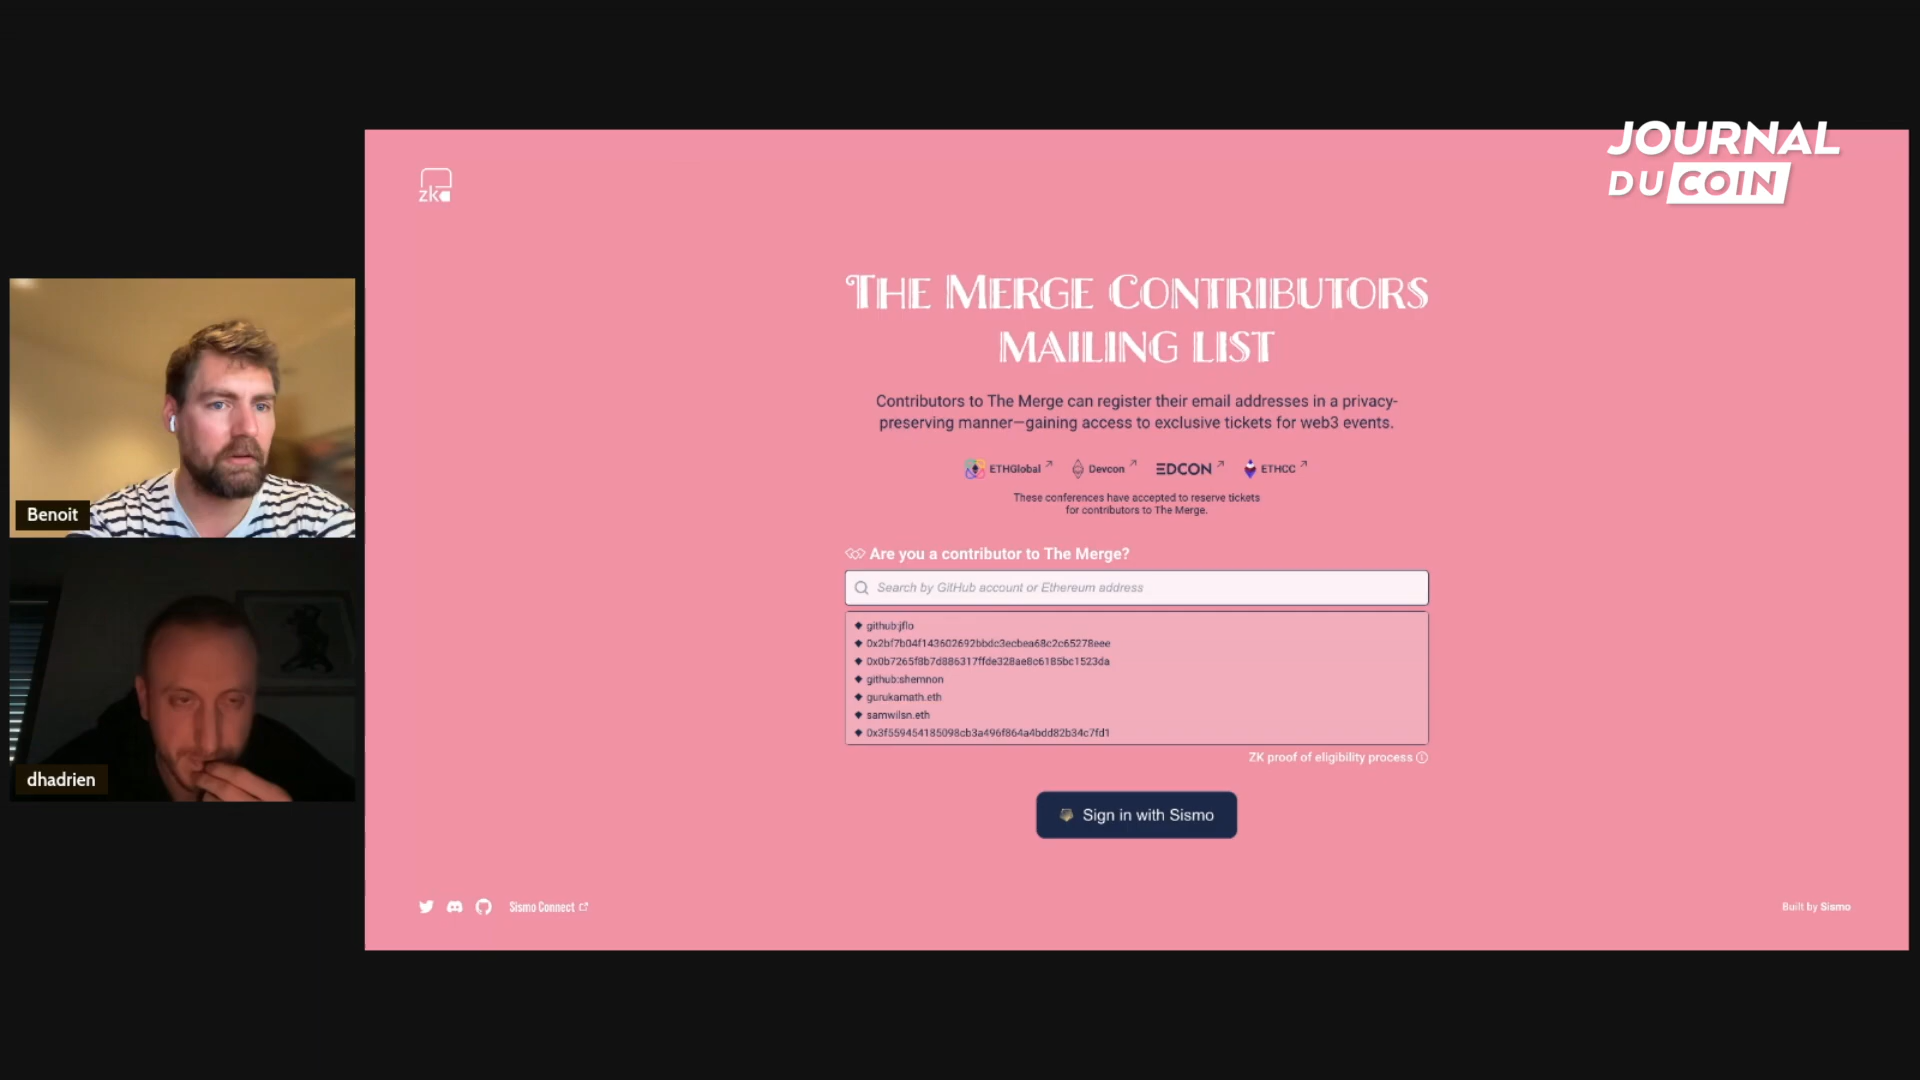 JOURNAL
DU COIN
zk
THE MERGE CONTRIBUTORS
MAILING LIST
Contributors to The Merge can register their email addresses in a privacy-
preserving manner—gaining access to exclusive tickets for web3 events.
ETHGlobal Devcon EDCON ETHCC
These conferences have accepted to reserve tickets
for contributors to The Merge.
Are you a contributor to The Merge?
Search by GitHub account or Ethereum address
github:jflo
0x2bf7b04f143602692bbdc3ecbea68c2c65278eee
0x0b7265f8b7d886317ffde328ae8c6185bc1523da
github:shemnon
gurukamath.eth
samwilsn.eth
0x3f559454185098cb3a496f864a4bdd82b34c7fd1
ZK proof of eligibility process
Sign in with Sismo
Sismo Connect
Built by Sismo
Benoit
dhadrien